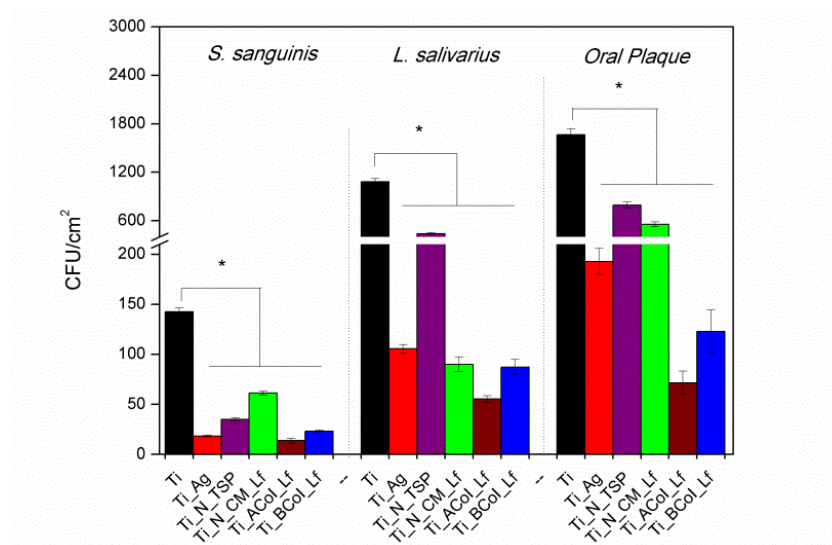 3000
2400
1800
1200
600
200
150
100
50
0
CFU/cm²
S. sanguinis
L. salivarius
Oral Plaque
*
*
*
Ti
Ti_Ag
Ti_N_TSP
Ti_N_CM_Lf
Ti_ACol_Lf
Ti_BCol_Lf
--
Ti
Ti_Ag
Ti_N_TSP
Ti_N_CM_Lf
Ti_ACol_Lf
Ti_BCol_Lf
--
Ti
Ti_Ag
Ti_N_TSP
Ti_N_CM_Lf
Ti_ACol_Lf
Ti_BCol_Lf